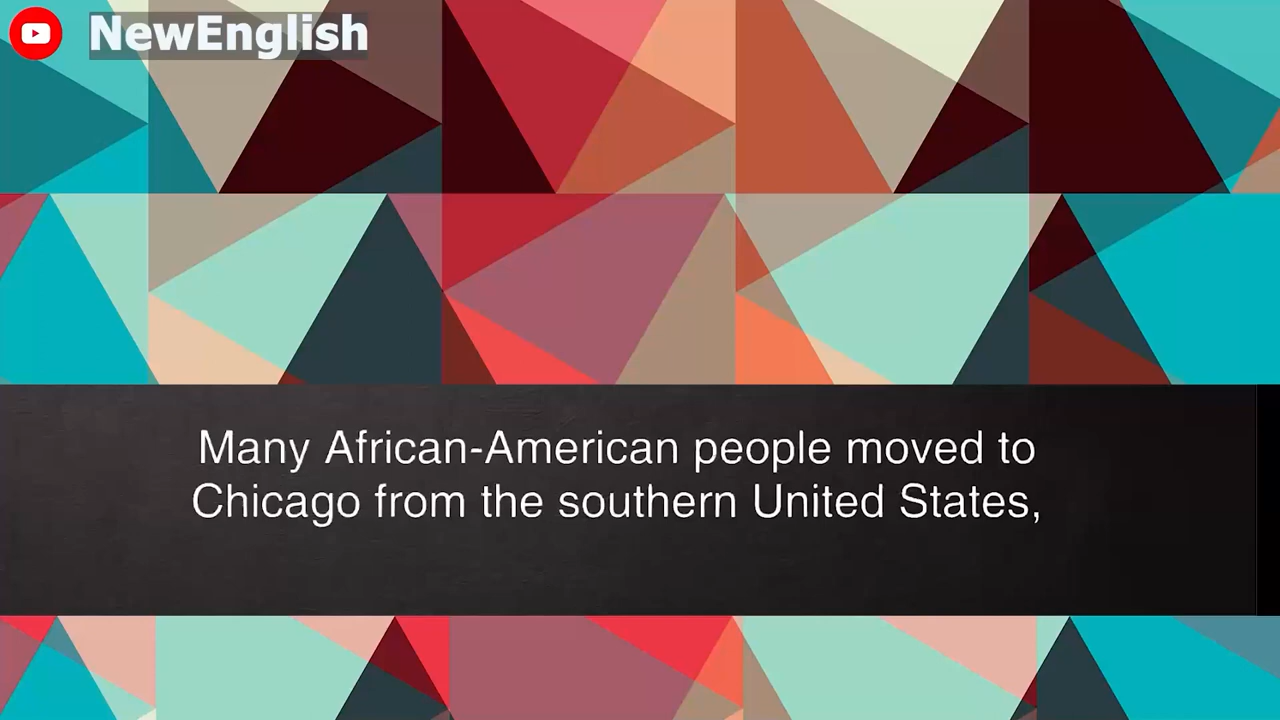 NewEnglish
Many African-American people moved to
Chicago from the southern United States,